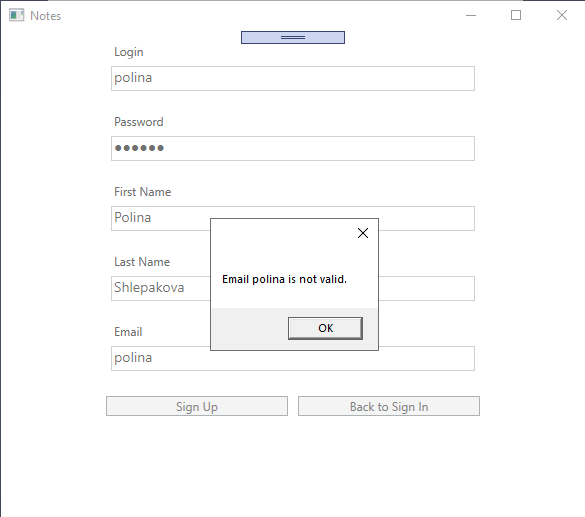 Notes
Login
polina
Password
●●●●●●
First Name
Polina
Last Name
Shlepakova
Email polina is not valid.
OK
Email
polina
Sign Up
Back to Sign In